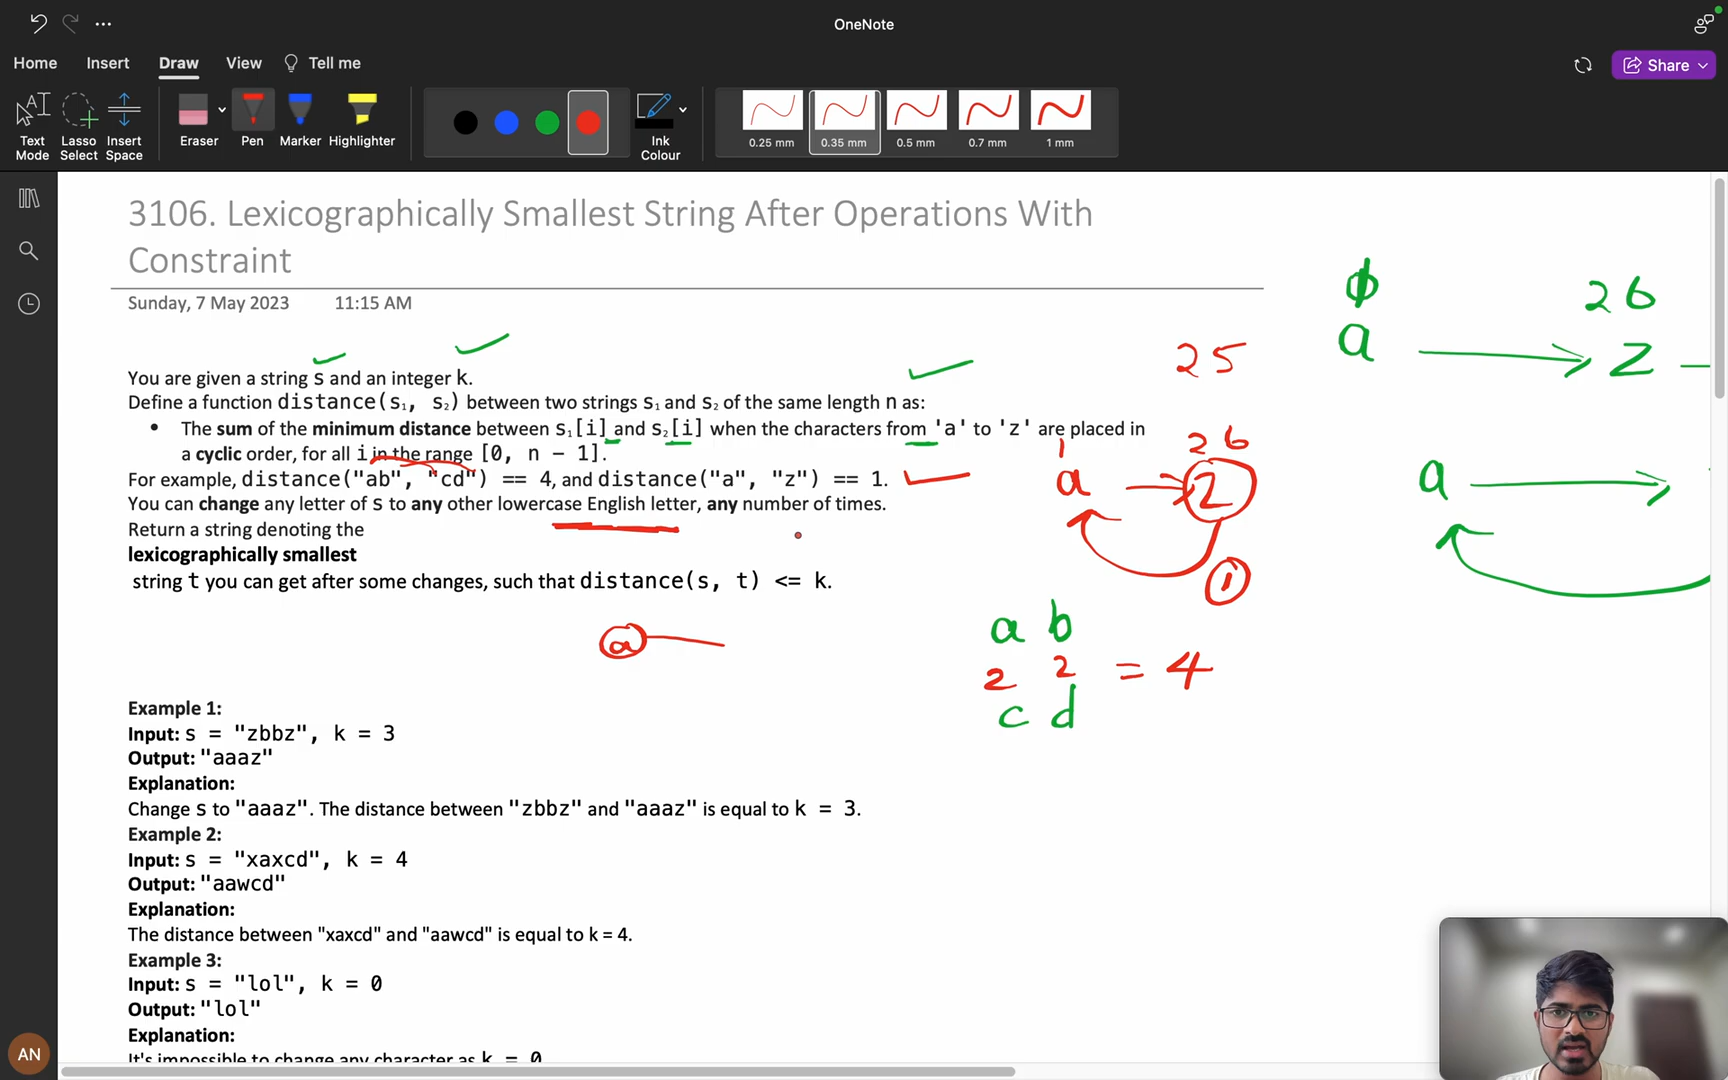 OneNote
Home Insert Draw View Tell me
Share
Text Mode
Lasso Select
Insert Space
Eraser
Pen
Marker
Highlighter
Ink Colour
0.25 mm
0.35 mm
0.5 mm
0.7 mm
1 mm
3106. Lexicographically Smallest String After Operations With
Constraint
Sunday, 7 May 2023 11:15 AM
You are given a string s and an integer k.
Define a function distance(s₁, s₂) between two strings s₁ and s₂ of the same length n as:
• The sum of the minimum distance between s₁[i] and s₂[i] when the characters from 'a' to 'z' are placed in
a cyclic order, for all i in the range [0, n - 1].
For example, distance("ab", "cd") == 4, and distance("a", "z") == 1.
You can change any letter of s to any other lowercase English letter, any number of times.
Return a string denoting the
lexicographically smallest
string t you can get after some changes, such that distance(s, t) <= k.
a
25
1 26
a z
1
a b
2 2 = 4
c d
26
a z
a
Example 1:
Input: s = "zbbz", k = 3
Output: "aaaz"
Explanation:
Change s to "aaaz". The distance between "zbbz" and "aaaz" is equal to k = 3.
Example 2:
Input: s = "xaxcd", k = 4
Output: "aawcd"
Explanation:
The distance between "xaxcd" and "aawcd" is equal to k = 4.
Example 3:
Input: s = "lol", k = 0
Output: "lol"
Explanation:
It's impossible to change any character as k = 0
AN